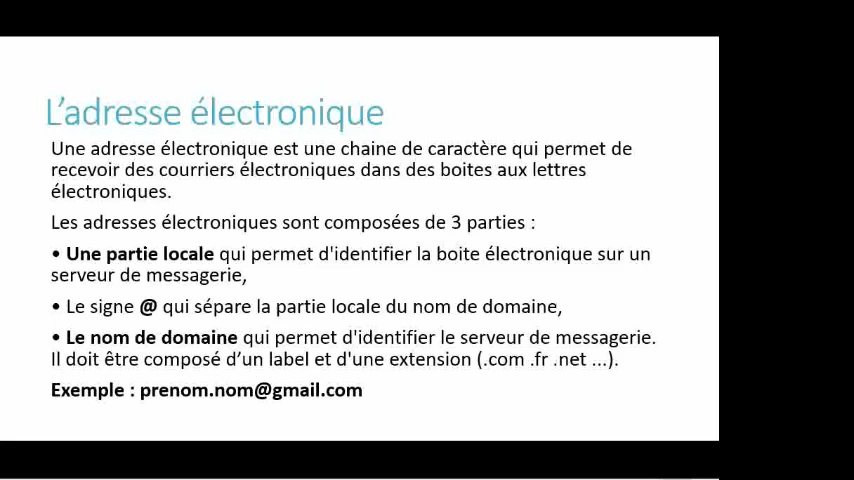 L'adresse électronique
Une adresse électronique est une chaine de caractère qui permet de
recevoir des courriers électroniques dans des boites aux lettres
électroniques.
Les adresses électroniques sont composées de 3 parties :
• Une partie locale qui permet d'identifier la boite électronique sur un
serveur de messagerie,
• Le signe @ qui sépare la partie locale du nom de domaine,
• Le nom de domaine qui permet d'identifier le serveur de messagerie.
Il doit être composé d'un label et d'une extension (.com .fr .net ...).
Exemple : prenom.nom@gmail.com